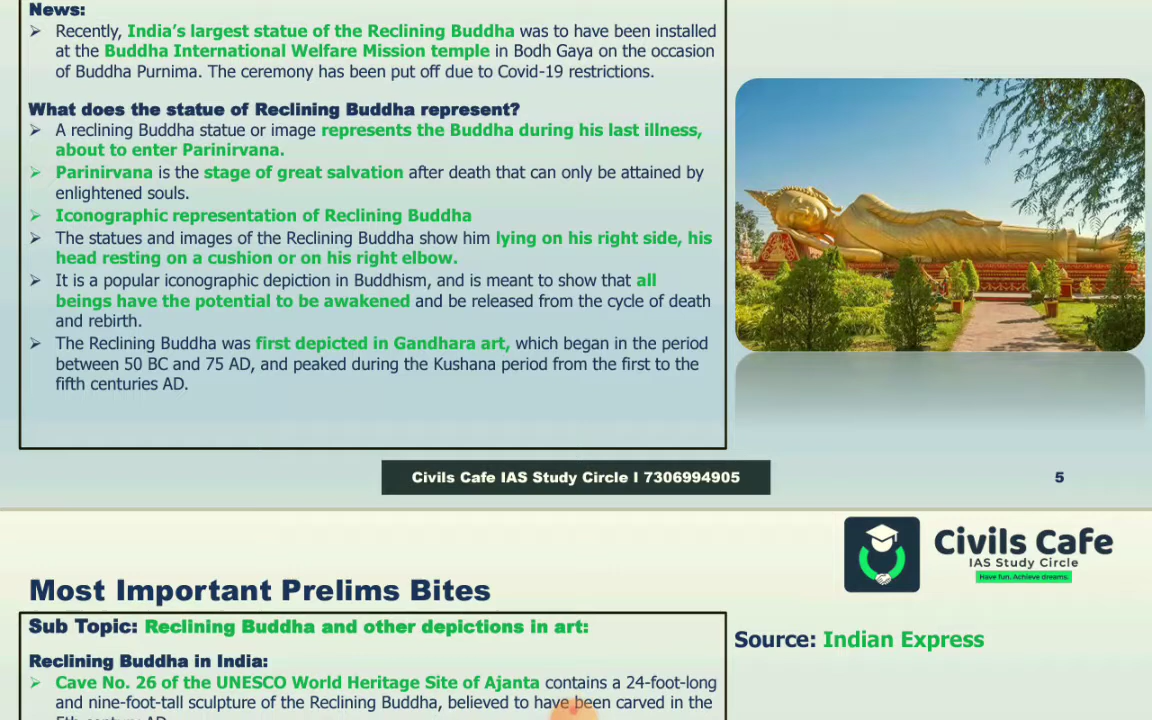 News:
➢ Recently, India's largest statue of the Reclining Buddha was to have been installed
at the Buddha International Welfare Mission temple in Bodh Gaya on the occasion
of Buddha Purnima. The ceremony has been put off due to Covid-19 restrictions.
What does the statue of Reclining Buddha represent?
➢ A reclining Buddha statue or image represents the Buddha during his last illness,
about to enter Parinirvana.
➢ Parinirvana is the stage of great salvation after death that can only be attained by
enlightened souls.
➢ Iconographic representation of Reclining Buddha
➢ The statues and images of the Reclining Buddha show him lying on his right side, his
head resting on a cushion or on his right elbow.
➢ It is a popular iconographic depiction in Buddhism, and is meant to show that all
beings have the potential to be awakened and be released from the cycle of death
and rebirth.
➢ The Reclining Buddha was first depicted in Gandhara art, which began in the period
between 50 BC and 75 AD, and peaked during the Kushana period from the first to the
fifth centuries AD.
Civils Cafe IAS Study Circle I 7306994905
5
Civils Cafe
IAS Study Circle
Have fun. Achieve dreams.
Most Important Prelims Bites
Sub Topic: Reclining Buddha and other depictions in art:
Source: Indian Express
Reclining Buddha in India:
➢ Cave No. 26 of the UNESCO World Heritage Site of Ajanta contains a 24-foot-long
and nine-foot-tall sculpture of the Reclining Buddha, believed to have been carved in the
5th century AD